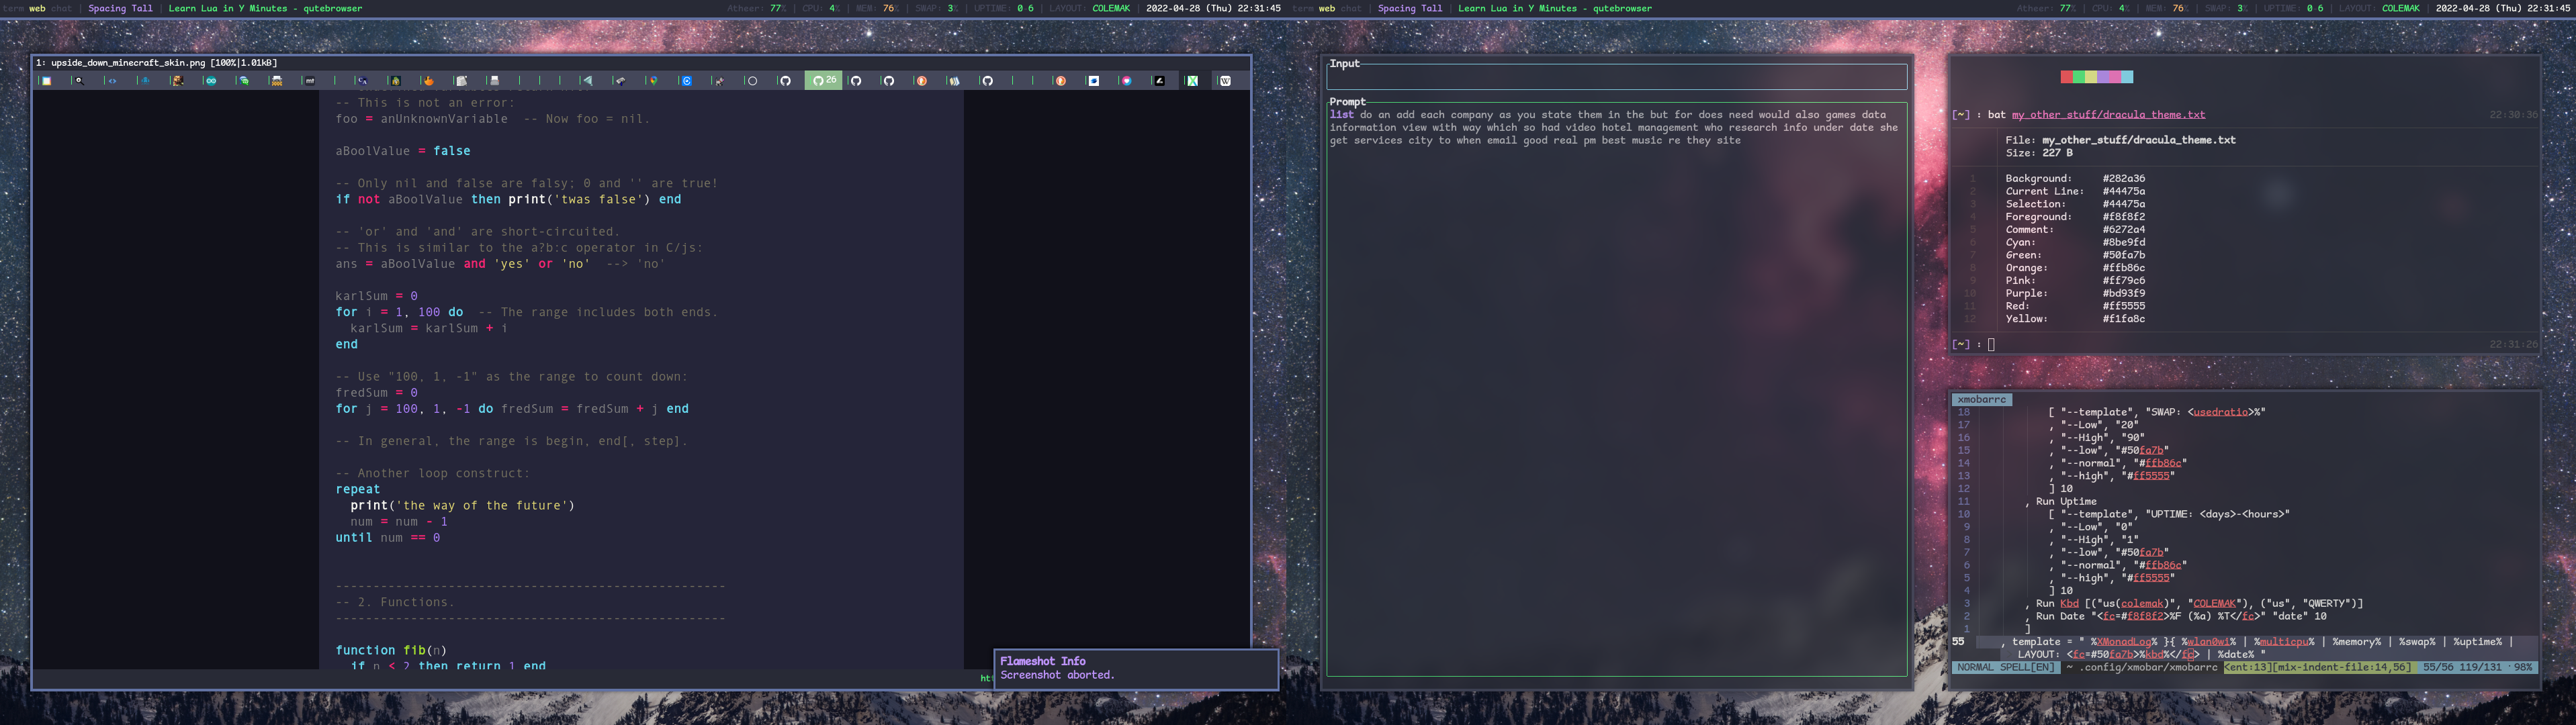 term web chat | Spacing Tall | Learn Lua in Y Minutes - qutebrowser
Atheer: 77% | CPU: 4% | MEM: 76% | SWAP: 3% | UPTIME: 0 6 | LAYOUT: COLEMAK | 2022-04-28 (Thu) 22:31:45
term web chat | Spacing Tall | Learn Lua in Y Minutes - qutebrowser
Atheer: 77% | CPU: 4% | MEM: 76% | SWAP: 3% | UPTIME: 0 6 | LAYOUT: COLEMAK | 2022-04-28 (Thu) 22:31:45
1: upside_down_minecraft_skin.png [100%|1.01kB]
26
-- This is not an error:
foo = anUnknownVariable  -- Now foo = nil.
aBoolValue = false
-- Only nil and false are falsy; 0 and '' are true!
if not aBoolValue then print('twas false') end
-- 'or' and 'and' are short-circuited.
-- This is similar to the a?b:c operator in C/js:
ans = aBoolValue and 'yes' or 'no'  --> 'no'
karlSum = 0
for i = 1, 100 do  -- The range includes both ends.
karlSum = karlSum + i
end
-- Use "100, 1, -1" as the range to count down:
fredSum = 0
for j = 100, 1, -1 do fredSum = fredSum + j end
-- In general, the range is begin, end[, step].
-- Another loop construct:
repeat
print('the way of the future')
num = num - 1
until num == 0
----------------------------------------------------
-- 2. Functions.
----------------------------------------------------
function fib(n)
if n < 2 then return 1 end
Flameshot Info
Screenshot aborted.
Input
Prompt
list do an add each company as you state them in the but for does need would also games data
information view with way which so had video hotel management who research info under date she
get services city to when email good real pm best music re they site
[~] : bat my_other_stuff/dracula_theme.txt 22:30:36
File: my_other_stuff/dracula_theme.txt
Size: 227 B
1 Background: #282a36
2 Current Line: #44475a
3 Selection: #44475a
4 Foreground: #f8f8f2
5 Comment: #6272a4
6 Cyan: #8be9fd
7 Green: #50fa7b
8 Orange: #ffb86c
9 Pink: #ff79c6
10 Purple: #bd93f9
11 Red: #ff5555
12 Yellow: #f1fa8c
[~] : 22:31:26
xmobarrc
18 [ "--template", "SWAP: <usedratio>%"
17 , "--Low", "20"
16 , "--High", "90"
15 , "--low", "#50fa7b"
14 , "--normal", "#ffb86c"
13 , "--high", "#ff5555"
12 ] 10
11 , Run Uptime
10 [ "--template", "UPTIME: <days>-<hours>"
9 , "--Low", "0"
8 , "--High", "1"
7 , "--low", "#50fa7b"
6 , "--normal", "#ffb86c"
5 , "--high", "#ff5555"
4 ] 10
3 , Run Kbd [("us(colemak)", "COLEMAK"), ("us", "QWERTY")]
2 , Run Date "<fc=#f8f8f2>%F (%a) %T</fc>" "date" 10
1 ]
55 , template = " %XMonadLog% }{ %wlan0wi% | %multicpu% | %memory% | %swap% | %uptime% |
LAYOUT: <fc=#50fa7b>%kbd%</fc> | %date% "
NORMAL SPELL[EN] ~ .config/xmobar/xmobarrc <ent:13][mix-indent-file:14,56] 55/56 119/131 98%